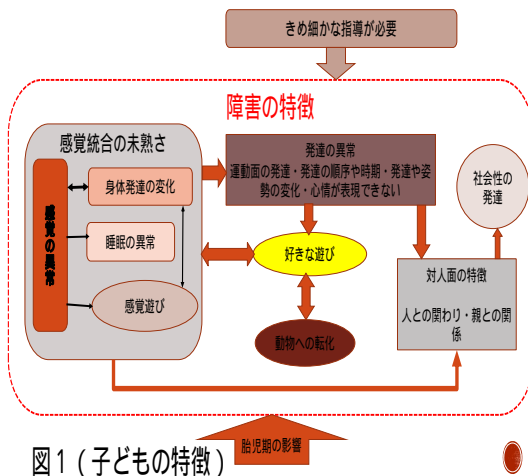 きめ細かな指導が必要
障害の特徴
感覚統合の未熟さ
感覚の異常
身体発達の変化
睡眠の異常
感覚遊び
発達の異常
運動面の発達・発達の順序や時期・発達や姿
勢の変化・心情が表現できない
好きな遊び
動物への転化
社会性の
発達
対人面の特徴
人との関わり・親との関
係
胎児期の影響
図1(子どもの特徴)